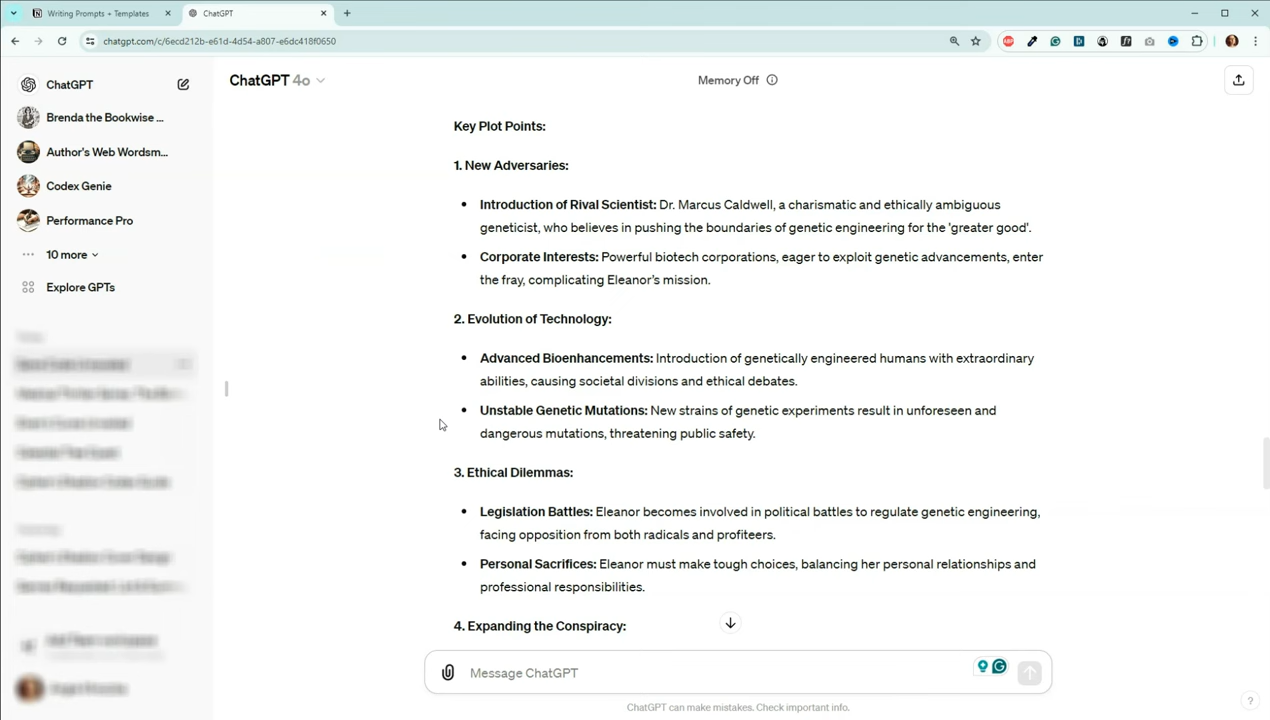 Writing Prompts + Templates
ChatGPT
chatgpt.com/c/6ecd212b-e61d-4d54-a807-e6dc418f0650
ChatGPT
ChatGPT 4o
Memory Off
Brenda the Bookwise ...
Author's Web Wordsm...
Codex Genie
Performance Pro
10 more
Explore GPTs
Key Plot Points:
1. New Adversaries:
• Introduction of Rival Scientist: Dr. Marcus Caldwell, a charismatic and ethically ambiguous
geneticist, who believes in pushing the boundaries of genetic engineering for the 'greater good'.
• Corporate Interests: Powerful biotech corporations, eager to exploit genetic advancements, enter
the fray, complicating Eleanor's mission.
2. Evolution of Technology:
• Advanced Bioenhancements: Introduction of genetically engineered humans with extraordinary
abilities, causing societal divisions and ethical debates.
• Unstable Genetic Mutations: New strains of genetic experiments result in unforeseen and
dangerous mutations, threatening public safety.
3. Ethical Dilemmas:
• Legislation Battles: Eleanor becomes involved in political battles to regulate genetic engineering,
facing opposition from both radicals and profiteers.
• Personal Sacrifices: Eleanor must make tough choices, balancing her personal relationships and
professional responsibilities.
4. Expanding the Conspiracy:
Message ChatGPT
ChatGPT can make mistakes. Check important info.
?